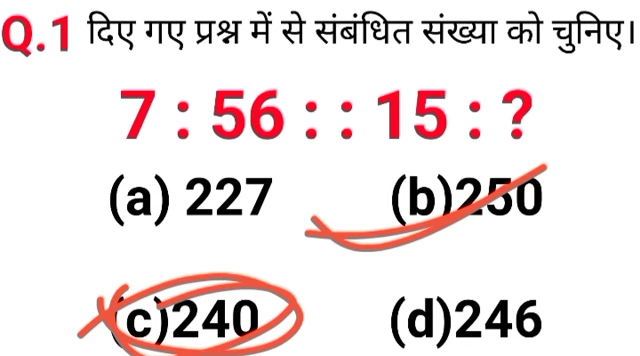 Q.1 दिए गए प्रश्न में से संबंधित संख्या को चुनिए।
7 : 56 : : 15 : ?
(a) 227 (b)250
(c)240 (d)246